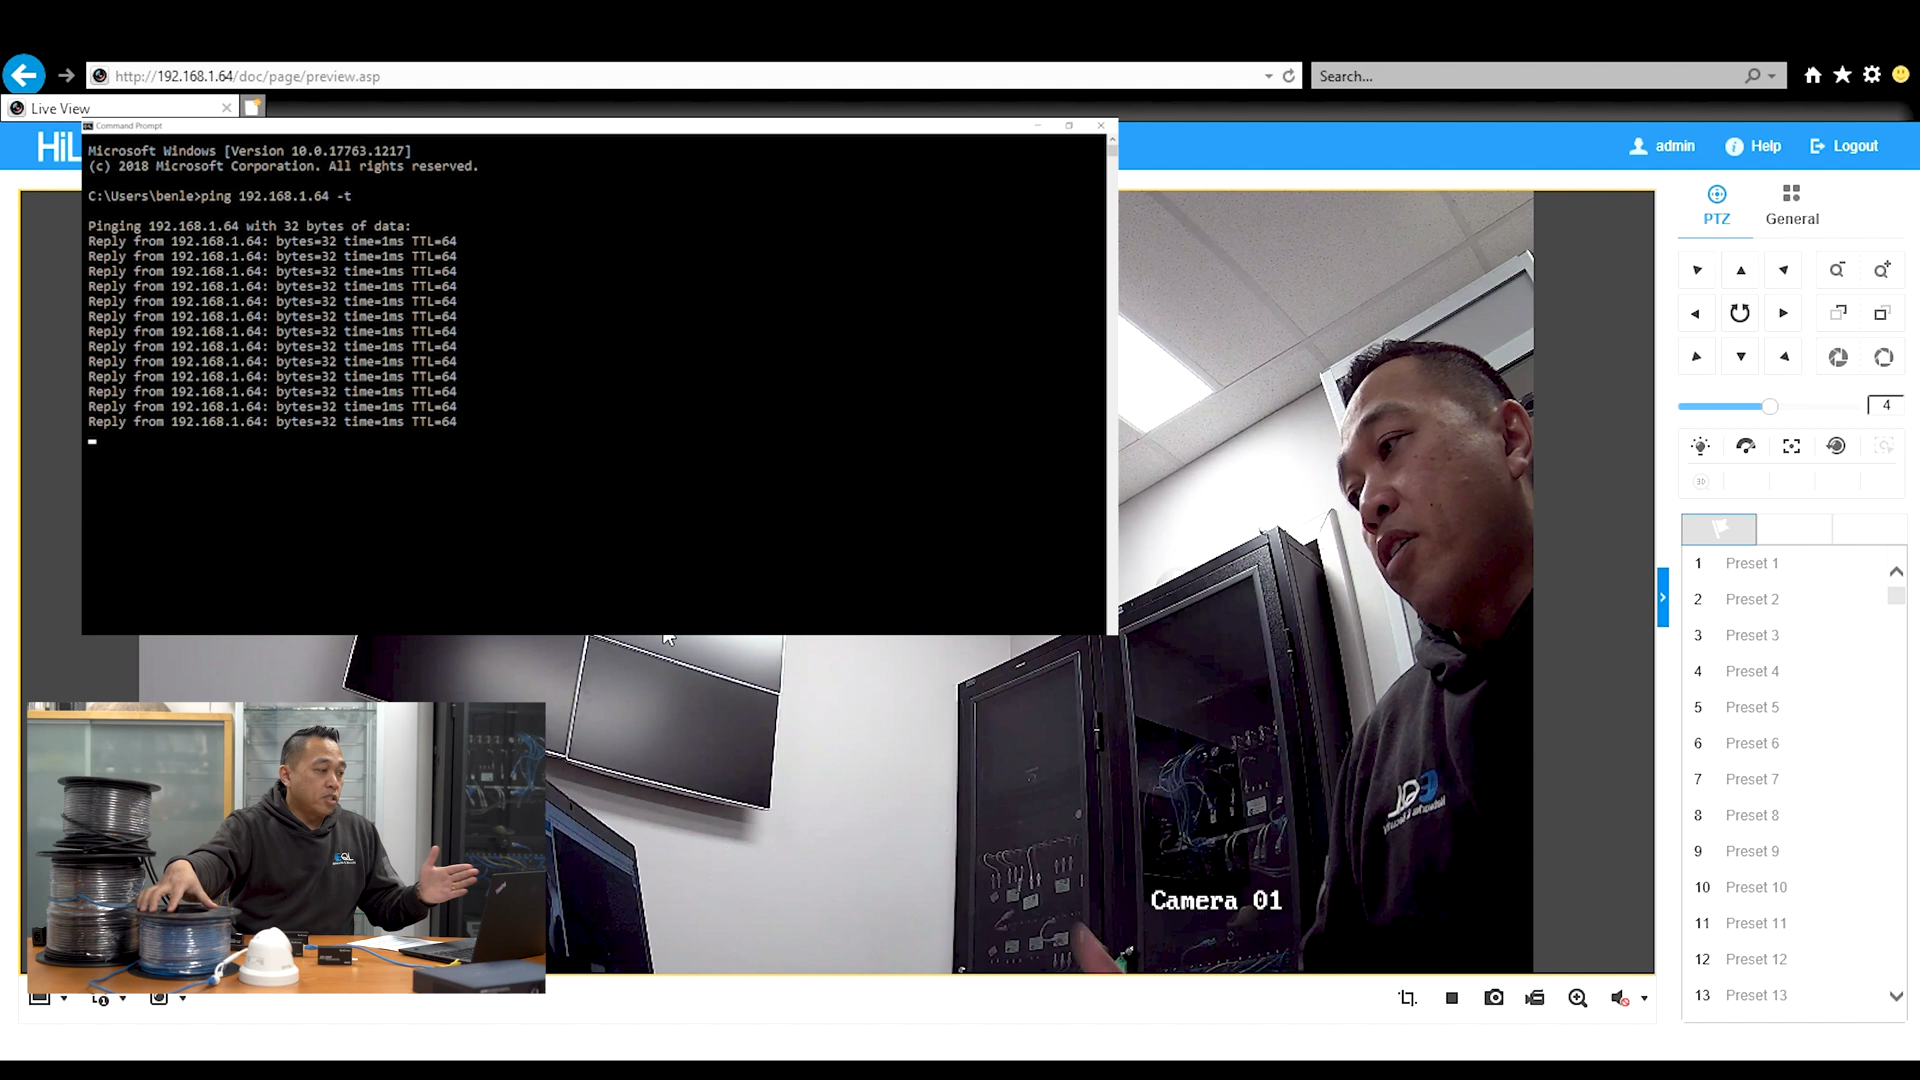 http://192.168.1.64/doc/page/preview.asp
Search...
Live View
Command Prompt
HiL
admin
Help
Logout
Microsoft Windows [Version 10.0.17763.1217]
(c) 2018 Microsoft Corporation. All rights reserved.
C:\Users\benle>ping 192.168.1.64 -t
Pinging 192.168.1.64 with 32 bytes of data:
Reply from 192.168.1.64: bytes=32 time=1ms TTL=64
Reply from 192.168.1.64: bytes=32 time=1ms TTL=64
Reply from 192.168.1.64: bytes=32 time=1ms TTL=64
Reply from 192.168.1.64: bytes=32 time=1ms TTL=64
Reply from 192.168.1.64: bytes=32 time=1ms TTL=64
Reply from 192.168.1.64: bytes=32 time=1ms TTL=64
Reply from 192.168.1.64: bytes=32 time=1ms TTL=64
Reply from 192.168.1.64: bytes=32 time=1ms TTL=64
Reply from 192.168.1.64: bytes=32 time=1ms TTL=64
Reply from 192.168.1.64: bytes=32 time=1ms TTL=64
Reply from 192.168.1.64: bytes=32 time=1ms TTL=64
Reply from 192.168.1.64: bytes=32 time=1ms TTL=64
Reply from 192.168.1.64: bytes=32 time=1ms TTL=64
PTZ
General
4
3D
1 Preset 1
2 Preset 2
3 Preset 3
4 Preset 4
5 Preset 5
6 Preset 6
7 Preset 7
8 Preset 8
9 Preset 9
10 Preset 10
11 Preset 11
12 Preset 12
13 Preset 13
EQL
EQL
Camera 01
1